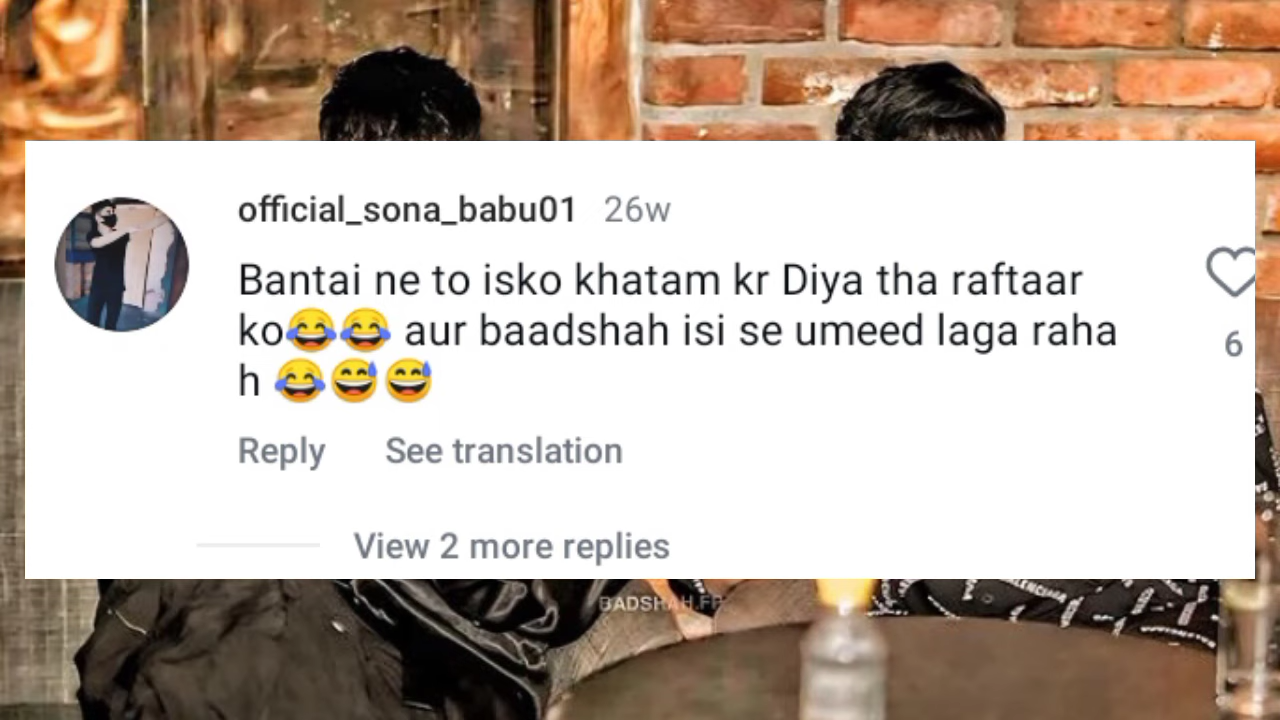 official_sona_babu01 26w
Bantai ne to isko khatam kr Diya tha raftaar
ko😂😂 aur baadshah isi se umeed laga raha
h 😂😅😅
6
Reply See translation
View 2 more replies
BADSHAH.FP